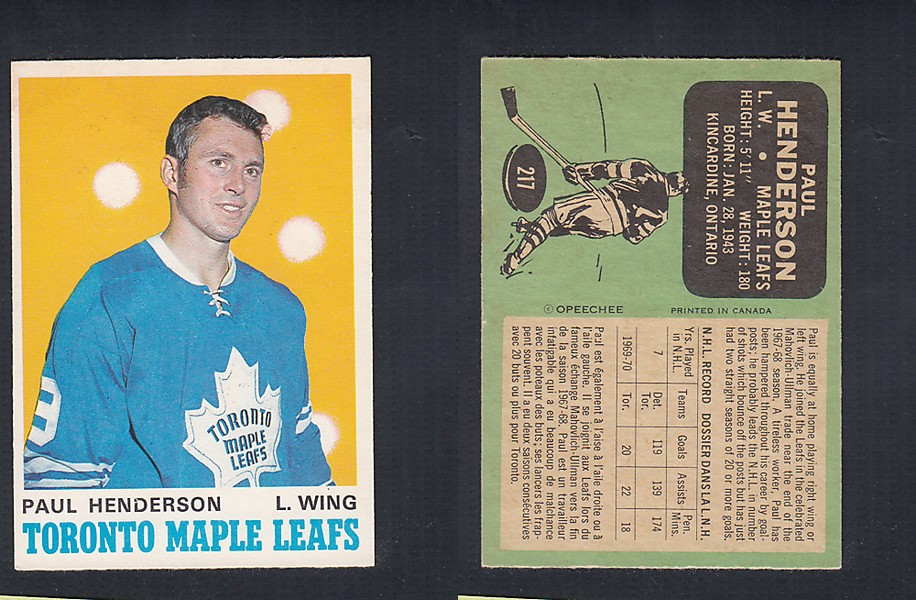 TORONTO
MAPLE
LEAFS
PAUL HENDERSON L. WING
TORONTO MAPLE LEAFS
217
PAUL
HENDERSON
L. W. • MAPLE LEAFS
HEIGHT: 5'11" WEIGHT: 180
BORN: JAN. 28, 1943
KINCARDINE, ONTARIO
© OPEECHEE PRINTED IN CANADA
Paul is equally at home playing right wing or
left wing. He joined the Leafs in the celebrated
Mahovlich-Ullman trade near the end of the
1967-68 season. A tireless worker, Paul has
been hampered throughout his career by goal-
posts; he probably leads the N.H.L. in number
of shots which bounce off the posts but has just
had two straight seasons of 20 or more goals.
N.H.L. RECORD DOSSIER DANS LA L.N.H.
Yrs. Played in N.H.L. Teams Goals Assists Pen. Mins.
7 Det. Tor. 119 139 174
1969-70 Tor. 20 22 18
Paul est également à l'aise à l'aile droite ou à
l'aile gauche. Il se joignit aux Leafs lors du
fameux échange Mahovlich-Ullman vers la fin
de la saison 1967-68. Paul est un travailleur
infatigable qui a eu beaucoup de malchance
avec les poteaux des buts; ses lancers les frap-
pent souvent. Il a eu deux saisons consécutives
avec 20 buts ou plus pour Toronto.